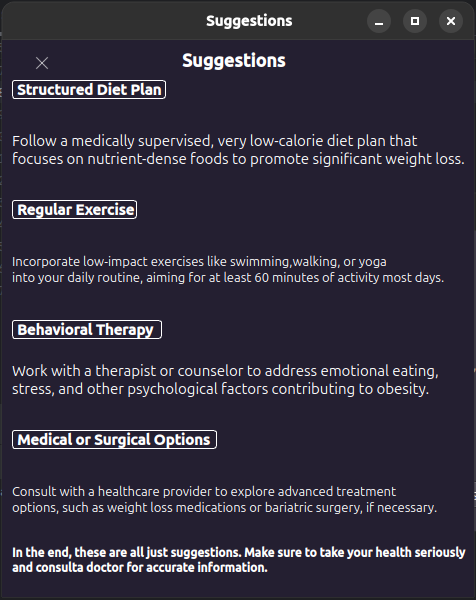 Suggestions
Suggestions
Structured Diet Plan
Follow a medically supervised, very low-calorie diet plan that
focuses on nutrient-dense foods to promote significant weight loss.
Regular Exercise
Incorporate low-impact exercises like swimming,walking, or yoga
into your daily routine, aiming for at least 60 minutes of activity most days.
Behavioral Therapy
Work with a therapist or counselor to address emotional eating,
stress, and other psychological factors contributing to obesity.
Medical or Surgical Options
Consult with a healthcare provider to explore advanced treatment
options, such as weight loss medications or bariatric surgery, if necessary.
In the end, these are all just suggestions. Make sure to take your health seriously
and consulta doctor for accurate information.